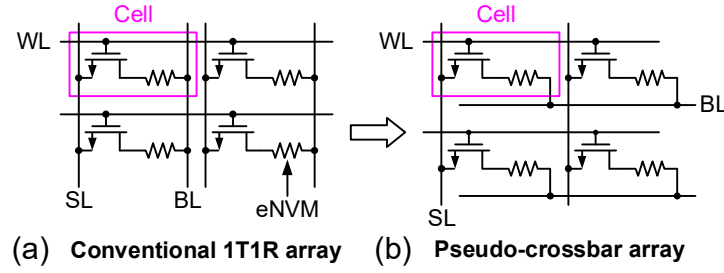 Cell
WL
SL
BL
eNVM
(a) Conventional 1T1R array
Cell
WL
BL
SL
(b) Pseudo-crossbar array